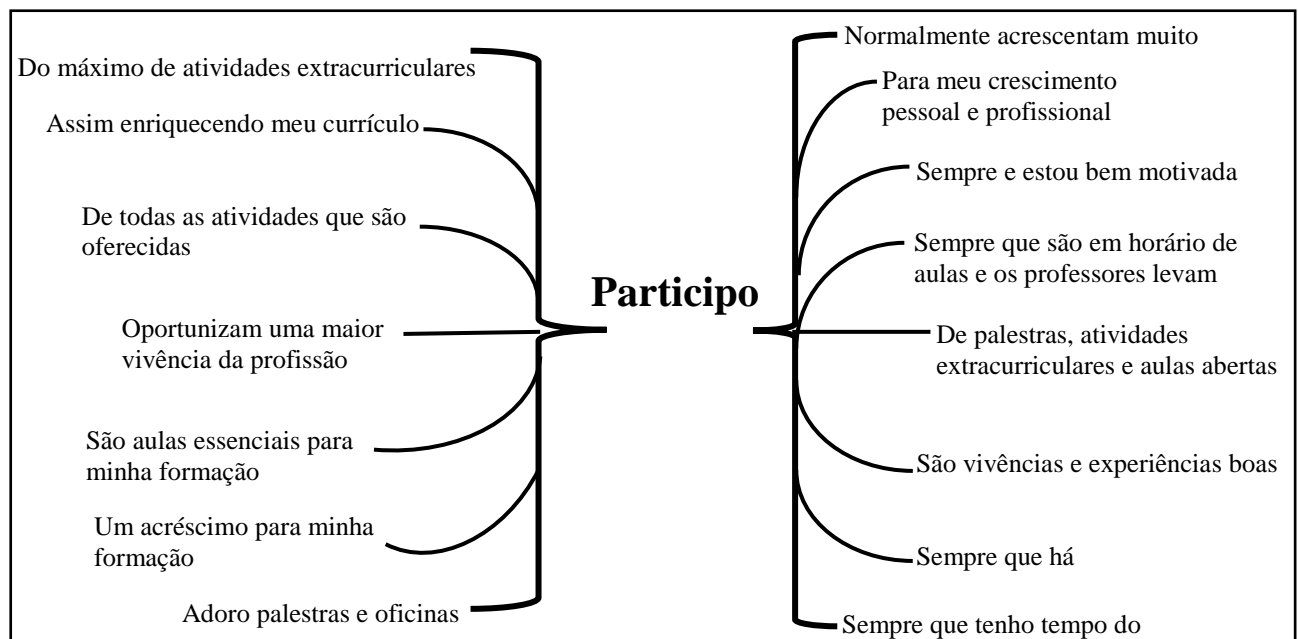 Do máximo de atividades extracurriculares
Assim enriquecendo meu currículo
De todas as atividades que são
oferecidas
Oportunizam uma maior
vivência da profissão
São aulas essenciais para
minha formação
Um acréscimo para minha
formação
Adoro palestras e oficinas
Participo
Normalmente acrescentam muito
Para meu crescimento
pessoal e profissional
Sempre e estou bem motivada
Sempre que são em horário de
aulas e os professores levam
De palestras, atividades
extracurriculares e aulas abertas
São vivências e experiências boas
Sempre que há
Sempre que tenho tempo do